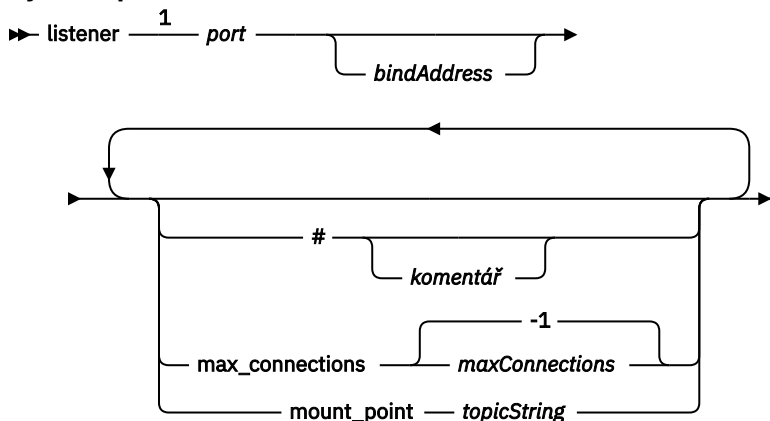 listener 1 port
bindAddress
#
komentář
-1
max_connections maxConnections
mount_point topicString